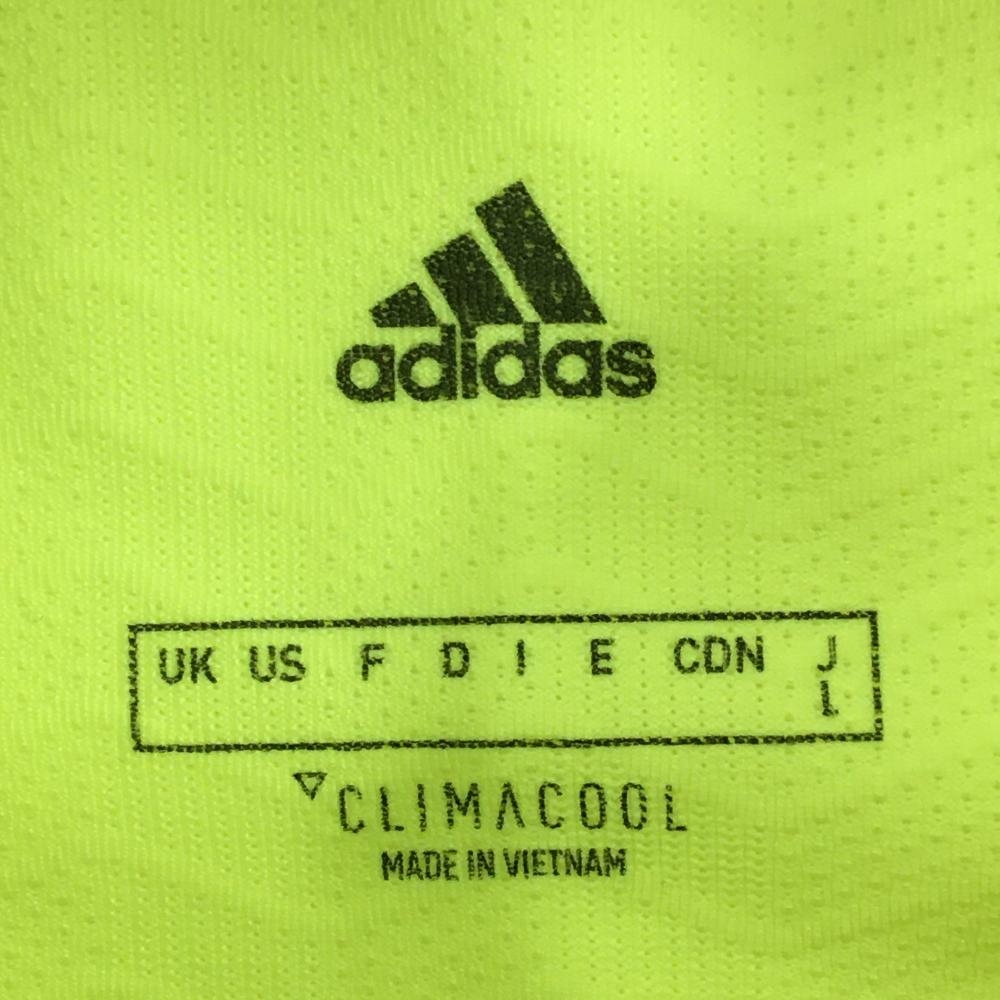 adidas
UK US F D I E CDN J
L
CLIMACOOL
MADE IN VIETNAM